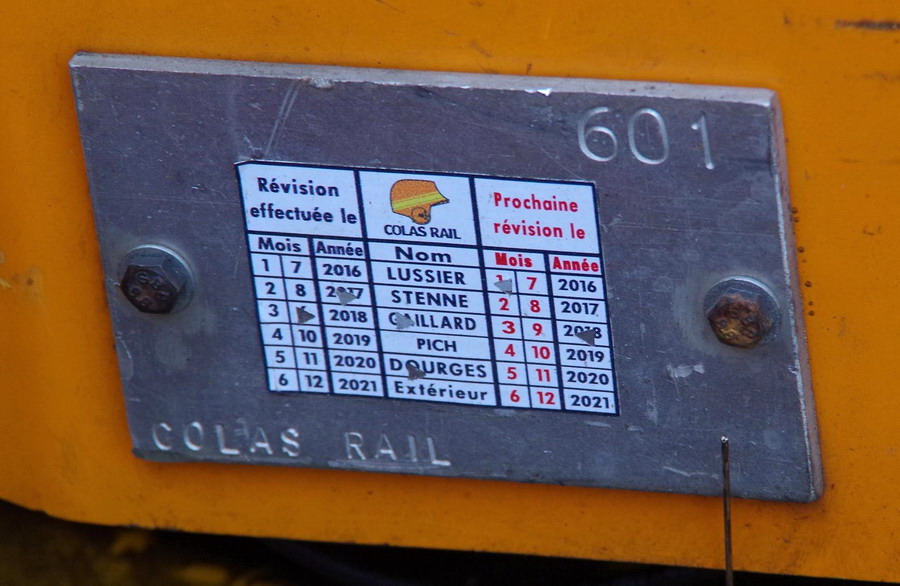 601
Révision
effectuée le
COLAS RAIL
Prochaine
révision le
Mois Année Nom Mois Année
1 7 2016 LUSSIER 1 7 2016
2 8 2017 STENNE 2 8 2017
3 2018 GAILLARD 3 9 2018
4 10 2019 PICH 4 10 2019
5 11 2020 DOURGES 5 11 2020
6 12 2021 Extérieur 6 12 2021
COLAS RAIL